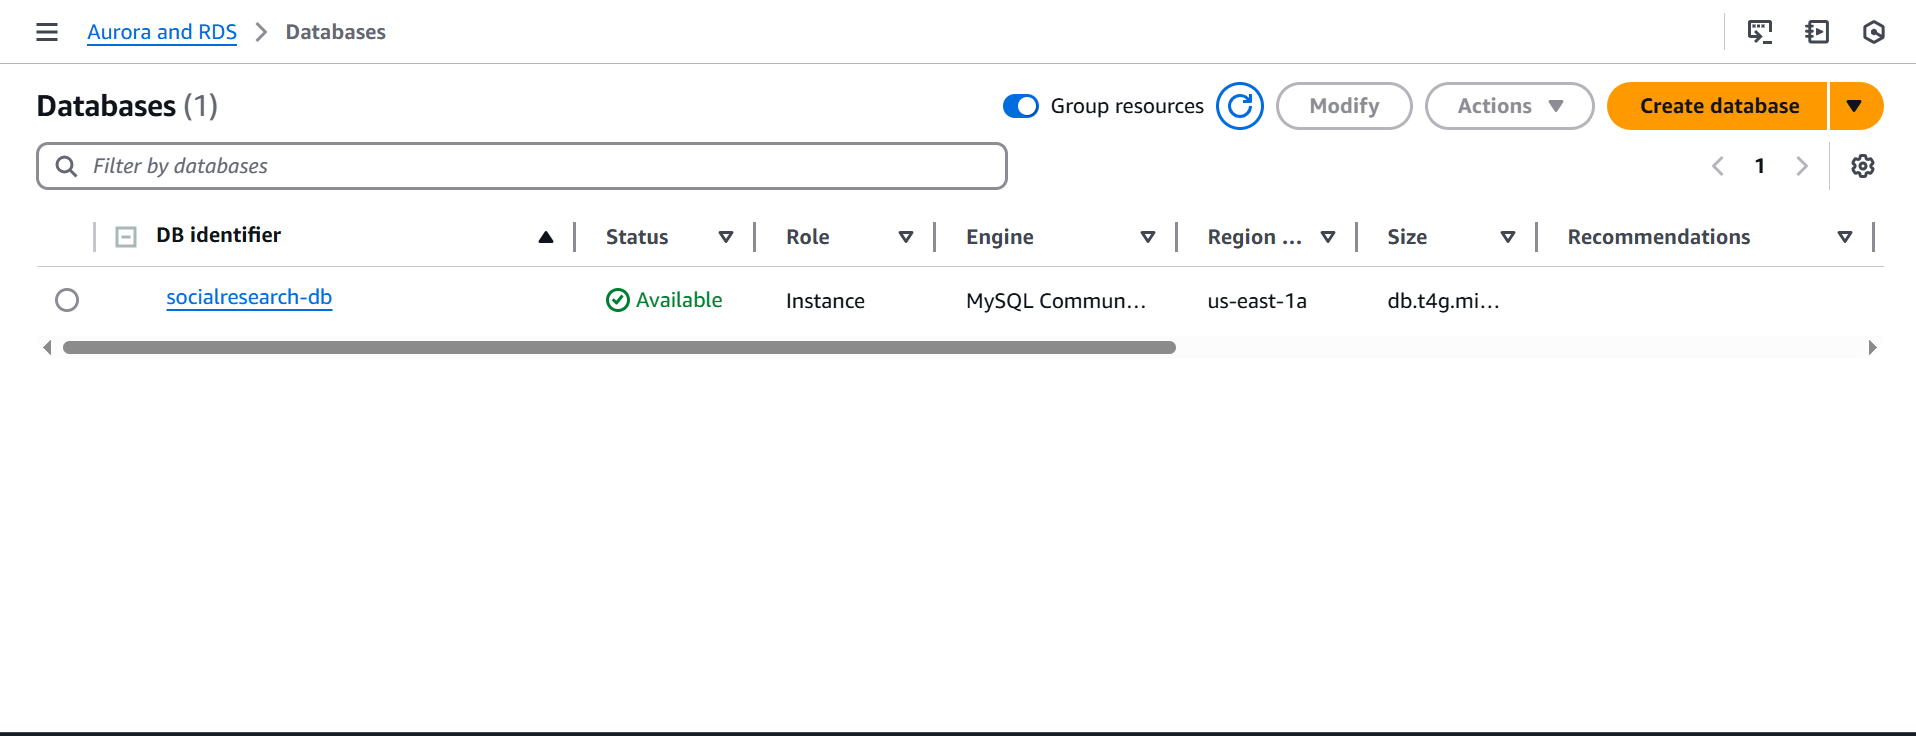 Aurora and RDS > Databases
Databases (1)
Group resources
Modify
Actions
Create database
Filter by databases
1
DB identifier Status Role Engine Region ... Size Recommendations
socialresearch-db Available Instance MySQL Commun... us-east-1a db.t4g.mi...